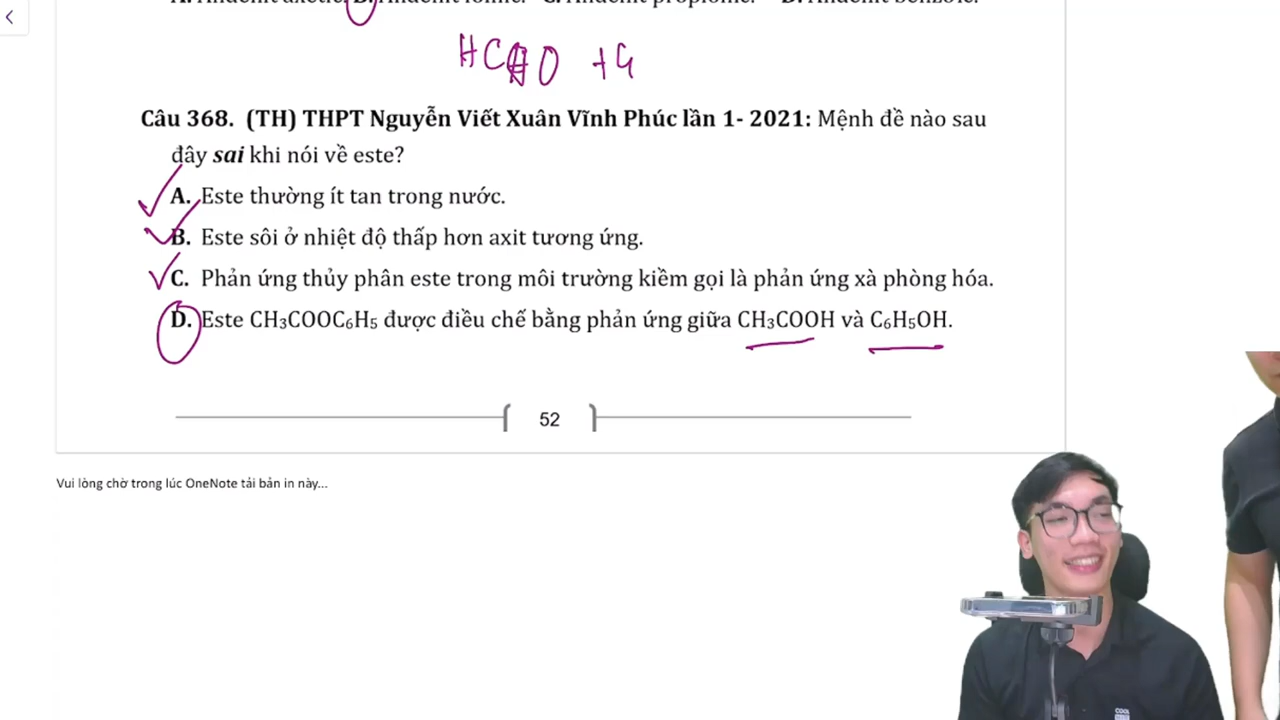 HCHO + G
Câu 368. (TH) THPT Nguyễn Viết Xuân Vĩnh Phúc lần 1- 2021: Mệnh đề nào sau
đây sai khi nói về este?
A. Este thường ít tan trong nước.
B. Este sôi ở nhiệt độ thấp hơn axit tương ứng.
C. Phản ứng thủy phân este trong môi trường kiềm gọi là phản ứng xà phòng hóa.
D. Este CH₃COOC₆H₅ được điều chế bằng phản ứng giữa CH₃COOH và C₆H₅OH.
52
Vui lòng chờ trong lúc OneNote tải bản in này...
COOL